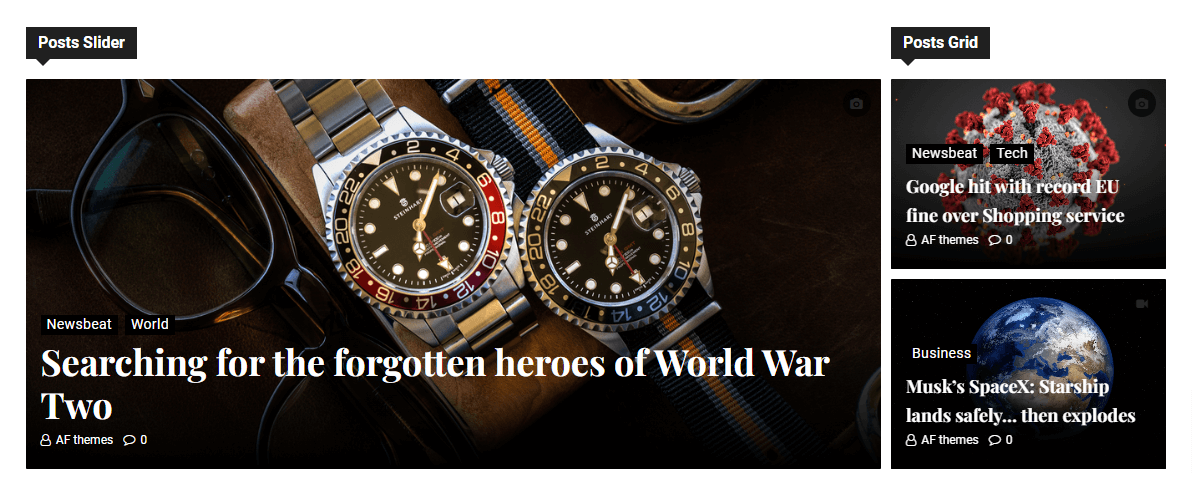 Posts Slider
Newsbeat World
Searching for the forgotten heroes of World War
Two
AF themes 0
STEINHART
STEINHART
Posts Grid
Newsbeat Tech
Google hit with record EU
fine over Shopping service
AF themes 0
Business
Musk’s SpaceX: Starship
lands safely… then explodes
AF themes 0